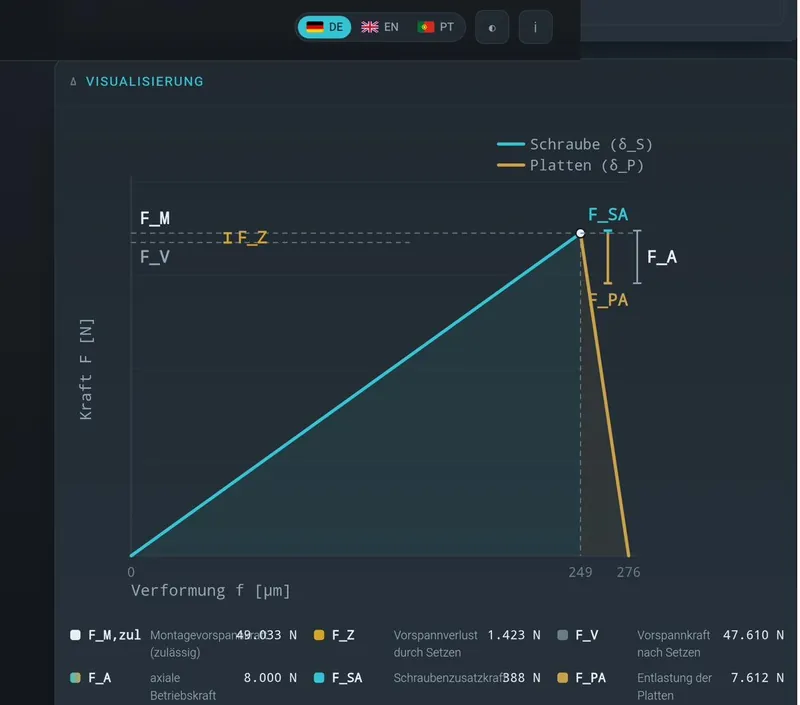 DE EN PT i
Δ VISUALISIERUNG
Schraube (δ_S)
Platten (δ_P)
F_M
F_SA
F_Z
F_V
F_A
F_PA
Kraft F [N]
0 249 276
Verformung f [µm]
F_M,zul Montagevorspannkraft (zulässig) 49.033 N
F_Z Vorspannverlust durch Setzen 1.423 N
F_V Vorspannkraft nach Setzen 47.610 N
F_A axiale Betriebskraft 8.000 N
F_SA Schraubenzusatzkraft 388 N
F_PA Entlastung der Platten 7.612 N